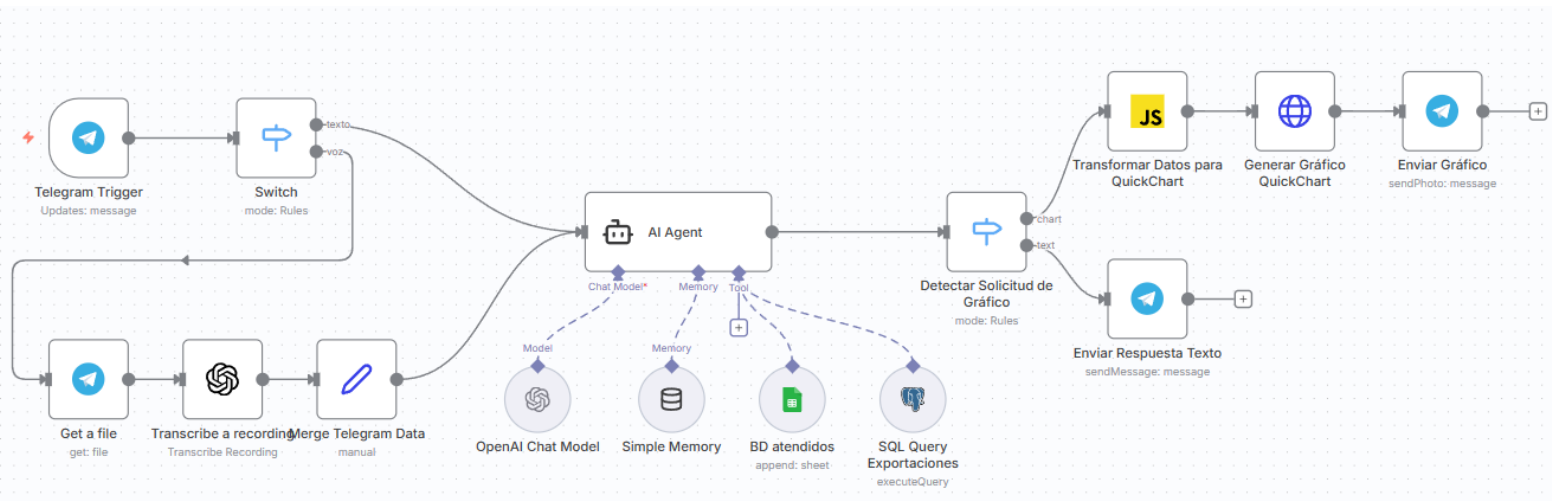 Telegram Trigger
Updates: message
Switch
mode: Rules
texto
voz
Get a file
get: file
Transcribe a recording
Transcribe Recording
Merge Telegram Data
manual
AI Agent
Chat Model*
Memory
Tool
Model
Memory
OpenAI Chat Model
Simple Memory
BD atendidos
append: sheet
SQL Query
Exportaciones
executeQuery
Detectar Solicitud de
Gráfico
mode: Rules
chart
text
JS
Transformar Datos para
QuickChart
Generar Gráfico
QuickChart
Enviar Gráfico
sendPhoto: message
Enviar Respuesta Texto
sendMessage: message